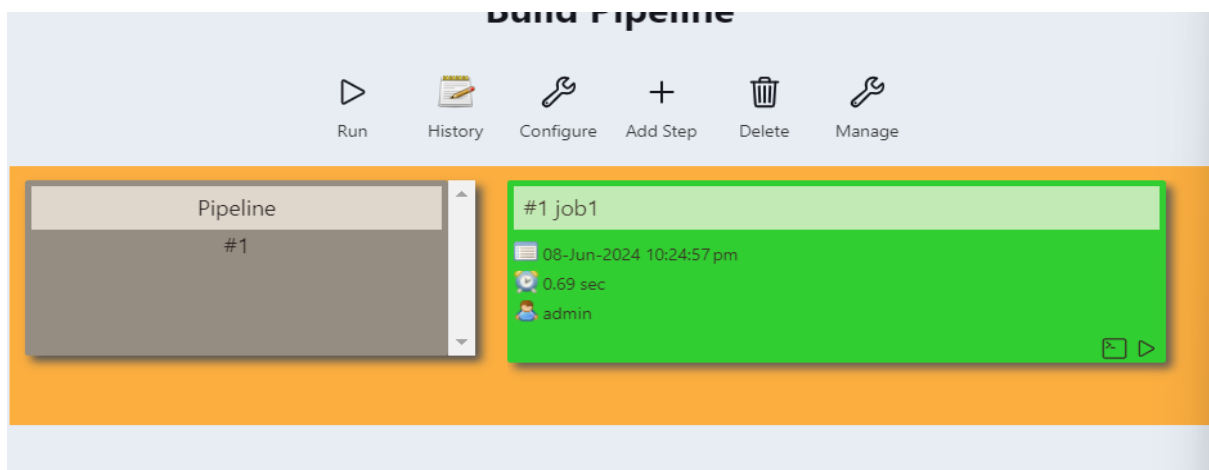 Build Pipeline
Run History Configure Add Step Delete Manage
Pipeline
#1
#1 job1
08-Jun-2024 10:24:57 pm
0.69 sec
admin